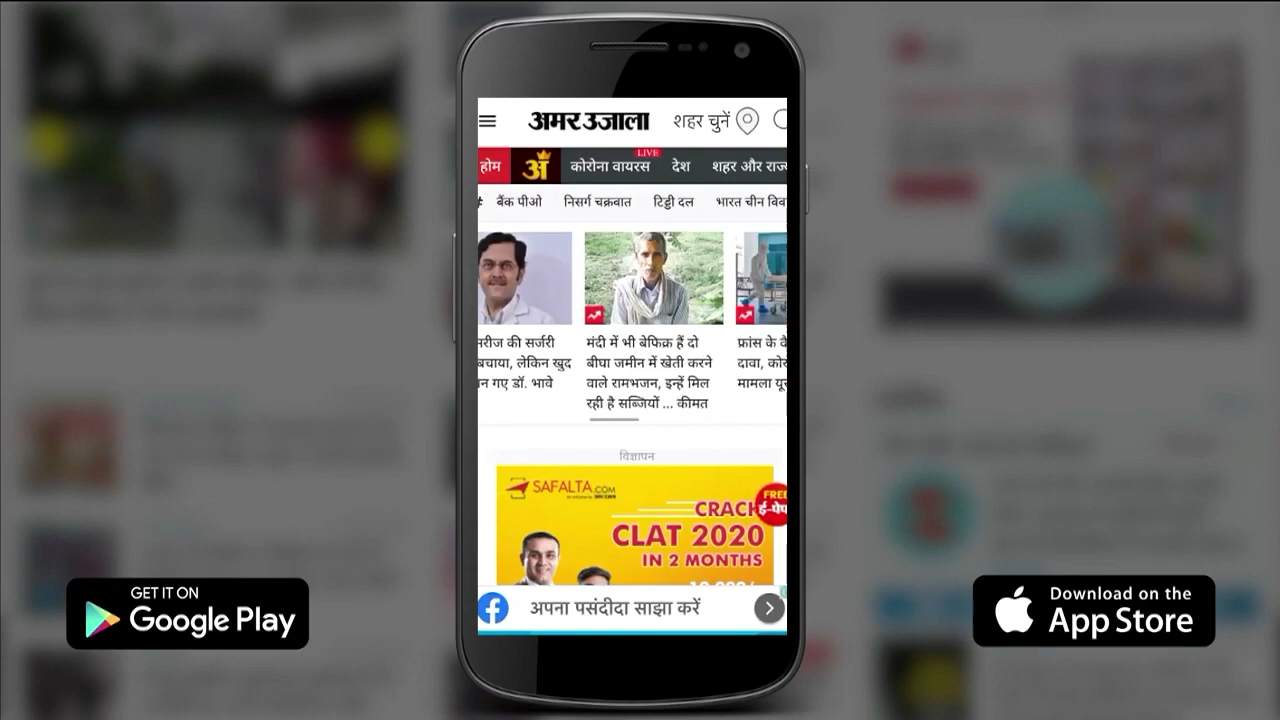 अमर उजाला
शहर चुनें
LIVE
होम
अ
कोरोना वायरस
देश
शहर और राज्
# बैंक पीओ
निसर्ग चक्रवात
टिड्डी दल
भारत चीन विवा
मरीज की सर्जरी
बचाया, लेकिन खुद
न गए डॉ. भावे
मंदी में भी बेफिक्र हैं दो
बीघा जमीन में खेती करने
वाले रामभजन, इन्हें मिल
रही है सब्जियों ... कीमत
फ्रांस के वै
दावा, कोर
मामला यूर
विज्ञापन
SAFALTA.COM
FREE
ई-पेप
CRACK
CLAT 2020
IN 2 MONTHS
अपना पसंदीदा साझा करें
GET IT ON
Google Play
Download on the
App Store